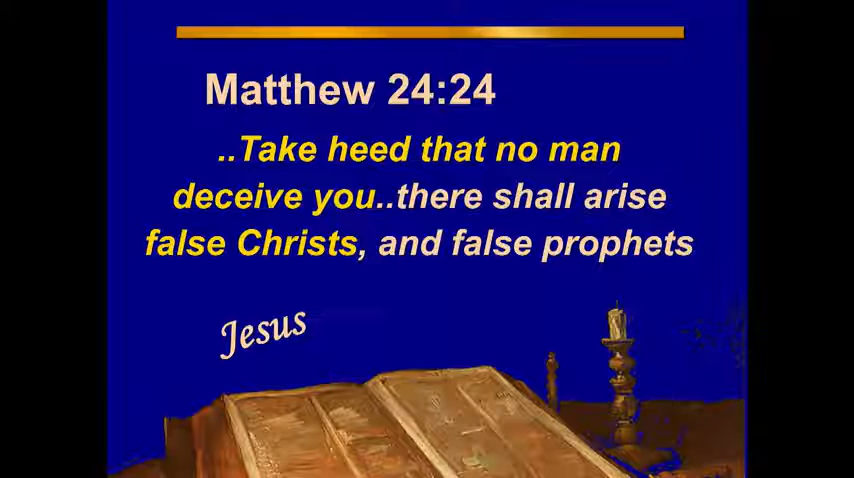 Matthew 24:24
..Take heed that no man
deceive you..there shall arise
false Christs, and false prophets
Jesus